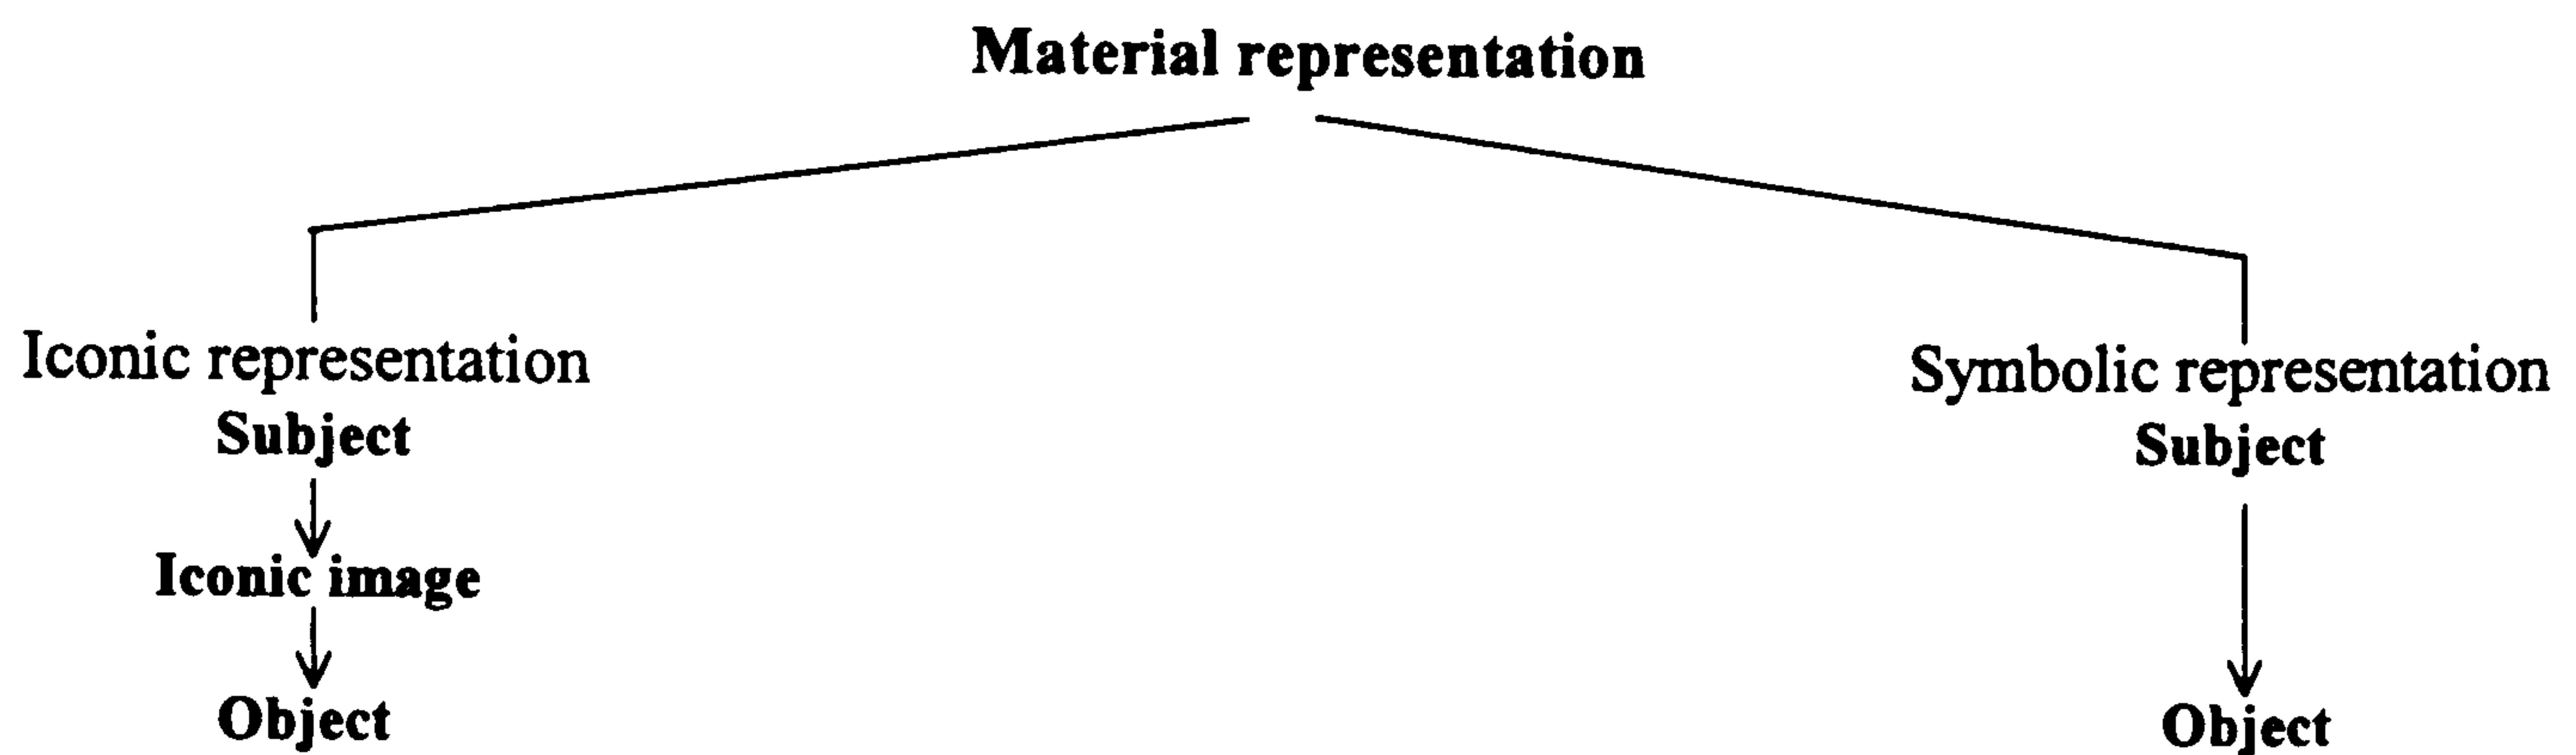 Material representation
Iconic representation
Subject
Iconic image
Object
Symbolic representation
Subject
Object